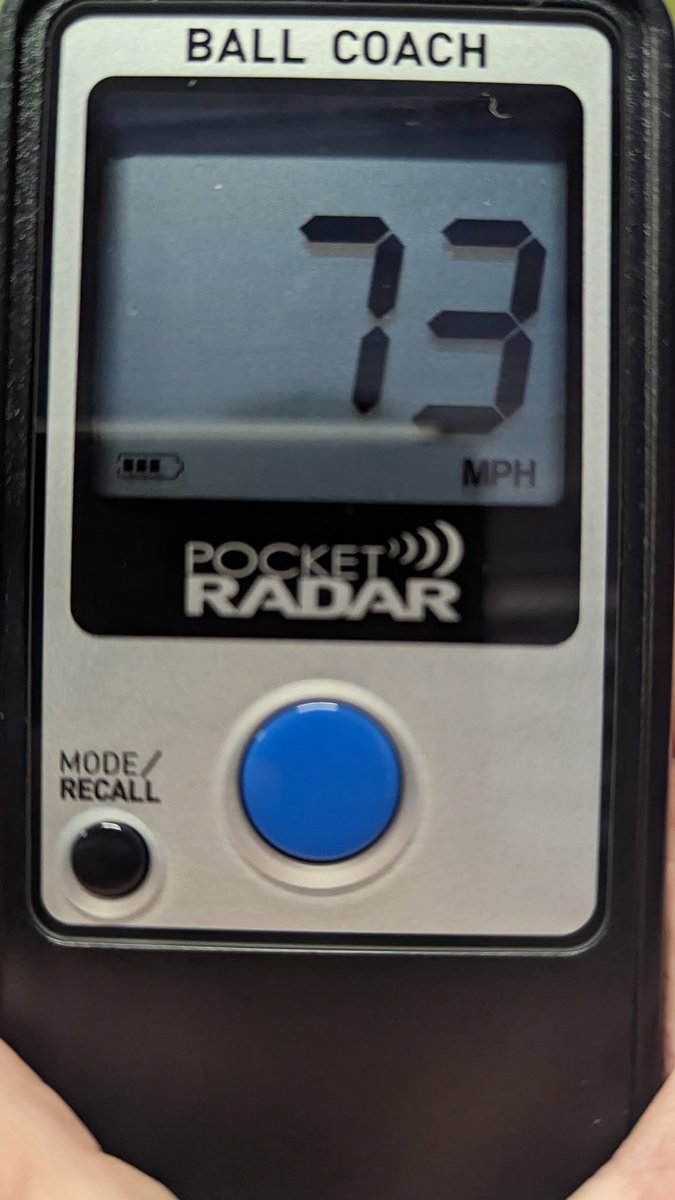 BALL COACH
73
MPH
POCKET
RADAR
MODE/
RECALL